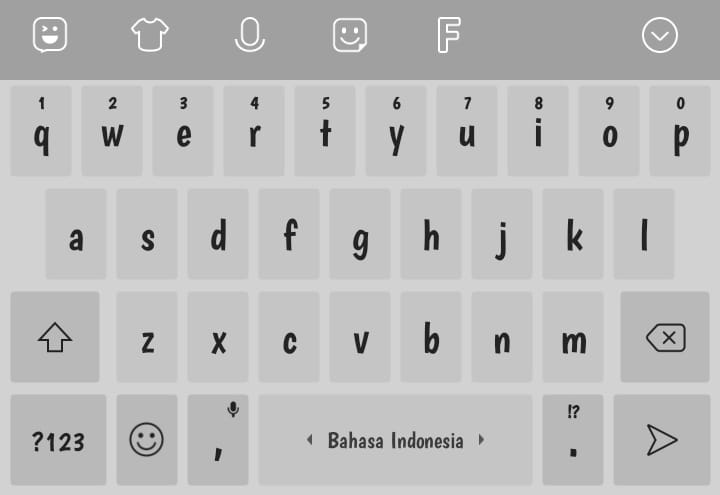 1 2 3 4 5 6 7 8 9 0
q w e r t y u i o p
a s d f g h j k l
z x c v b n m
!?
?123 , Bahasa Indonesia .